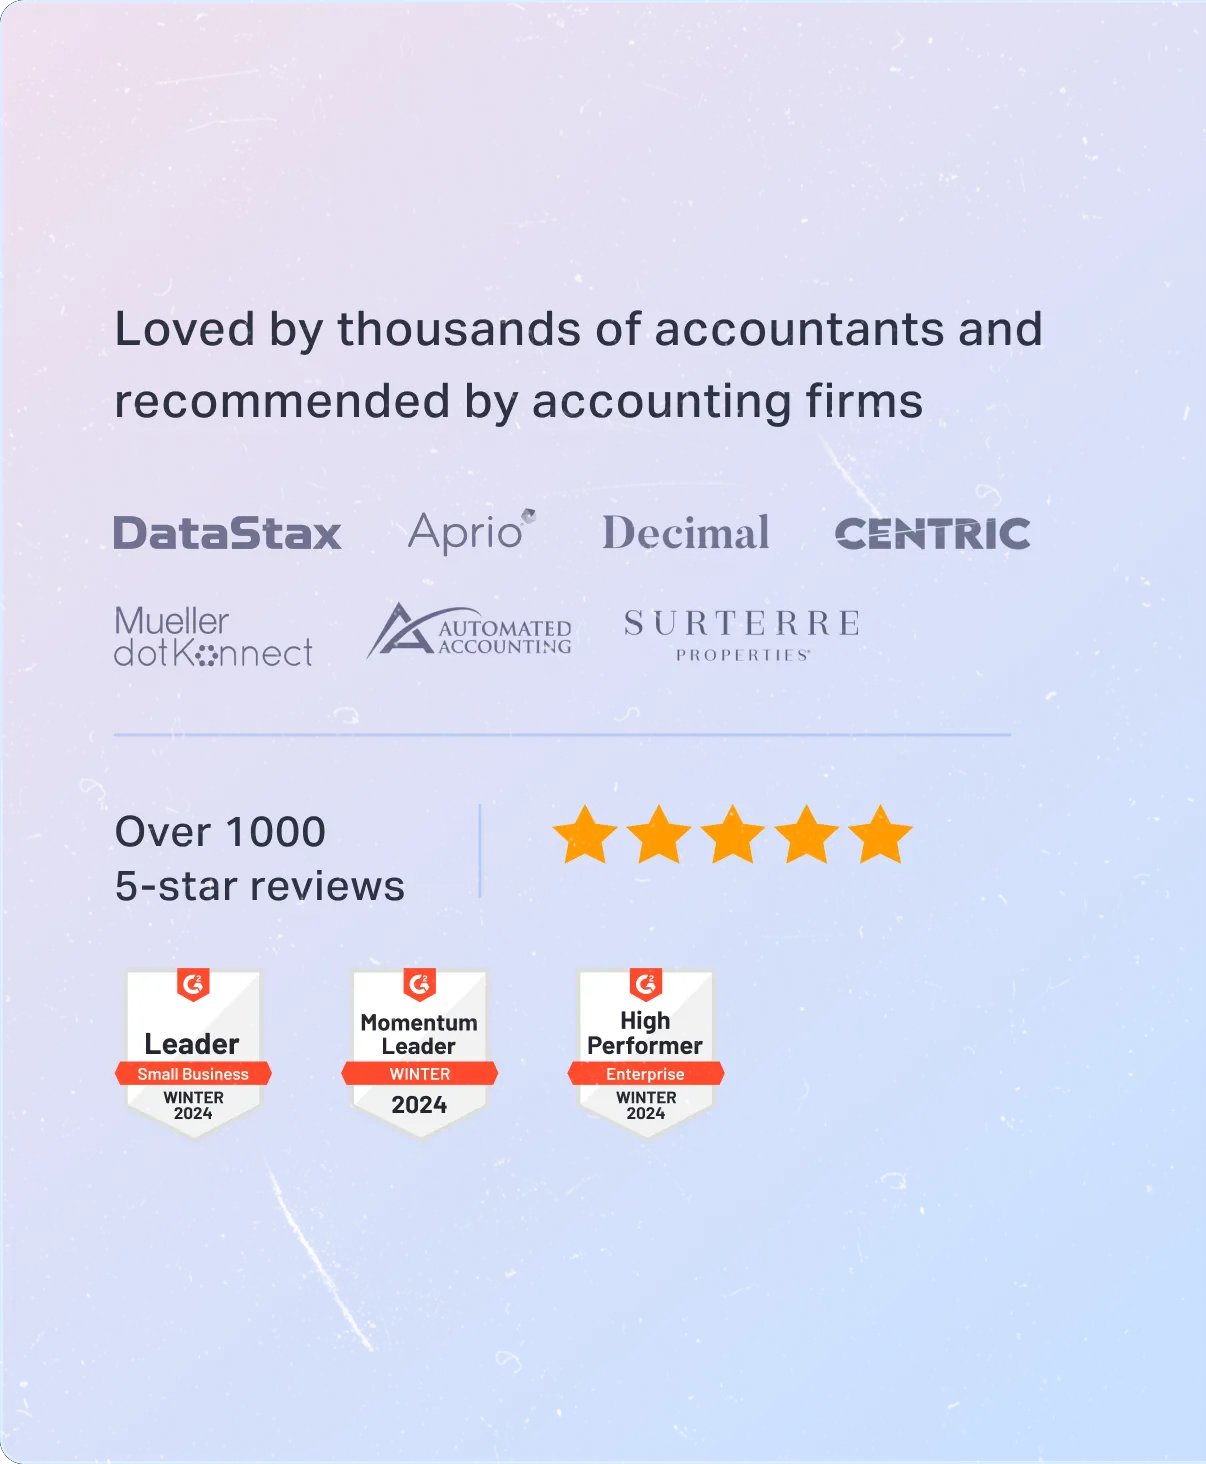 Loved by thousands of accountants and
recommended by accounting firms
DataStax
Aprio
Decimal
CENTRIC
Mueller
dotKonnect
AUTOMATED
ACCOUNTING
SURTERRE
PROPERTIES®
Over 1000
5-star reviews
G2
Leader
Small Business
WINTER
2024
G2
Momentum
Leader
WINTER
2024
G2
High
Performer
Enterprise
WINTER
2024